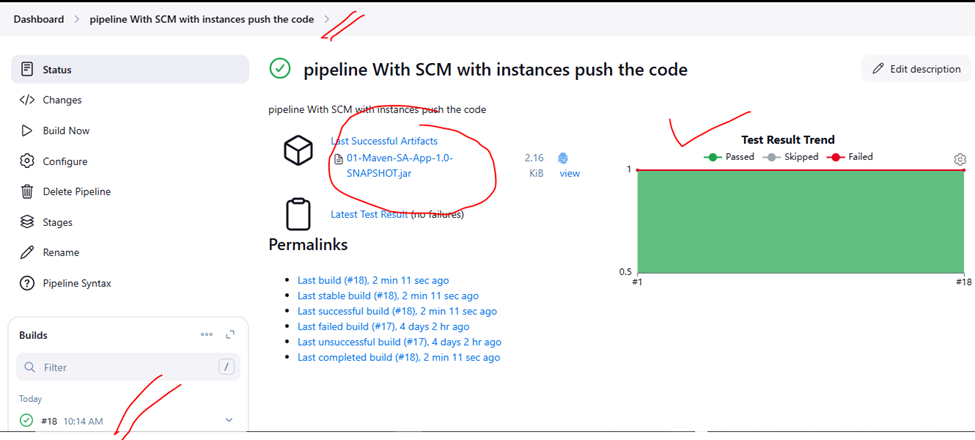 Dashboard > pipeline With SCM with instances push the code >
Status
Changes
Build Now
Configure
Delete Pipeline
Stages
Rename
Pipeline Syntax
Builds
Filter /
Today
#18 10:14 AM
pipeline With SCM with instances push the code
Edit description
pipeline With SCM with instances push the code
Last Successful Artifacts
01-Maven-SA-App-1.0-
SNAPSHOT.jar
2.16
KiB
view
Latest Test Result (no failures)
Permalinks
Last build (#18), 2 min 11 sec ago
Last stable build (#18), 2 min 11 sec ago
Last successful build (#18), 2 min 11 sec ago
Last failed build (#17), 4 days 2 hr ago
Last unsuccessful build (#17), 4 days 2 hr ago
Last completed build (#18), 2 min 11 sec ago
Test Result Trend
Passed Skipped Failed
1
0.5
#1 #18